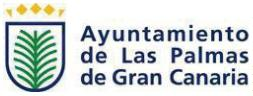 Ayuntamiento
de Las Palmas
de Gran Canaria